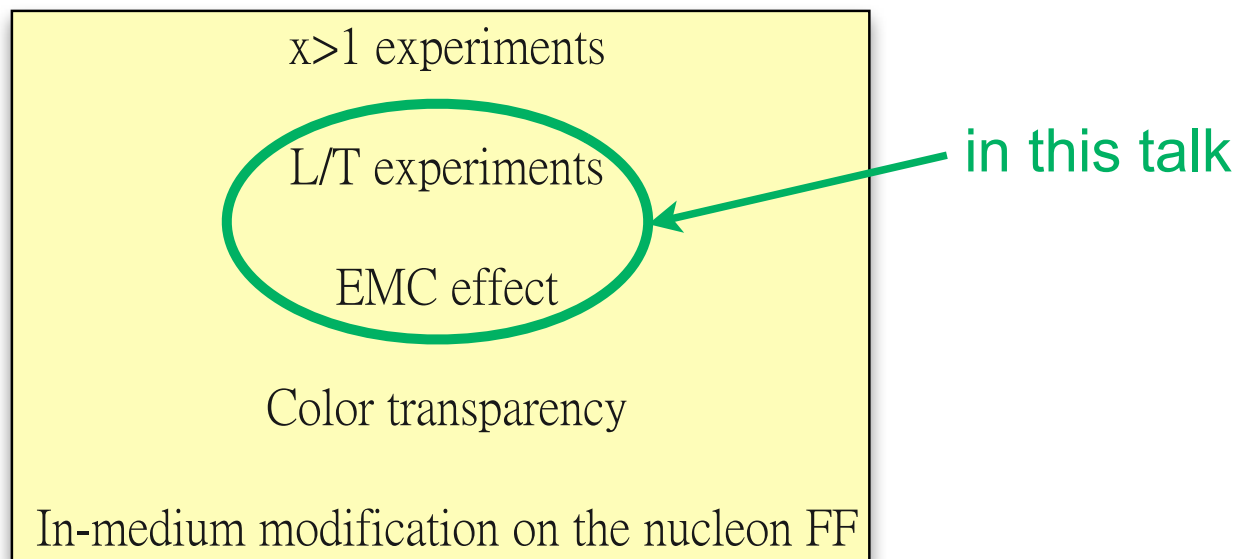 x>1 experiments
L/T experiments
in this talk
EMC effect
Color transparency
In-medium modification on the nucleon FF